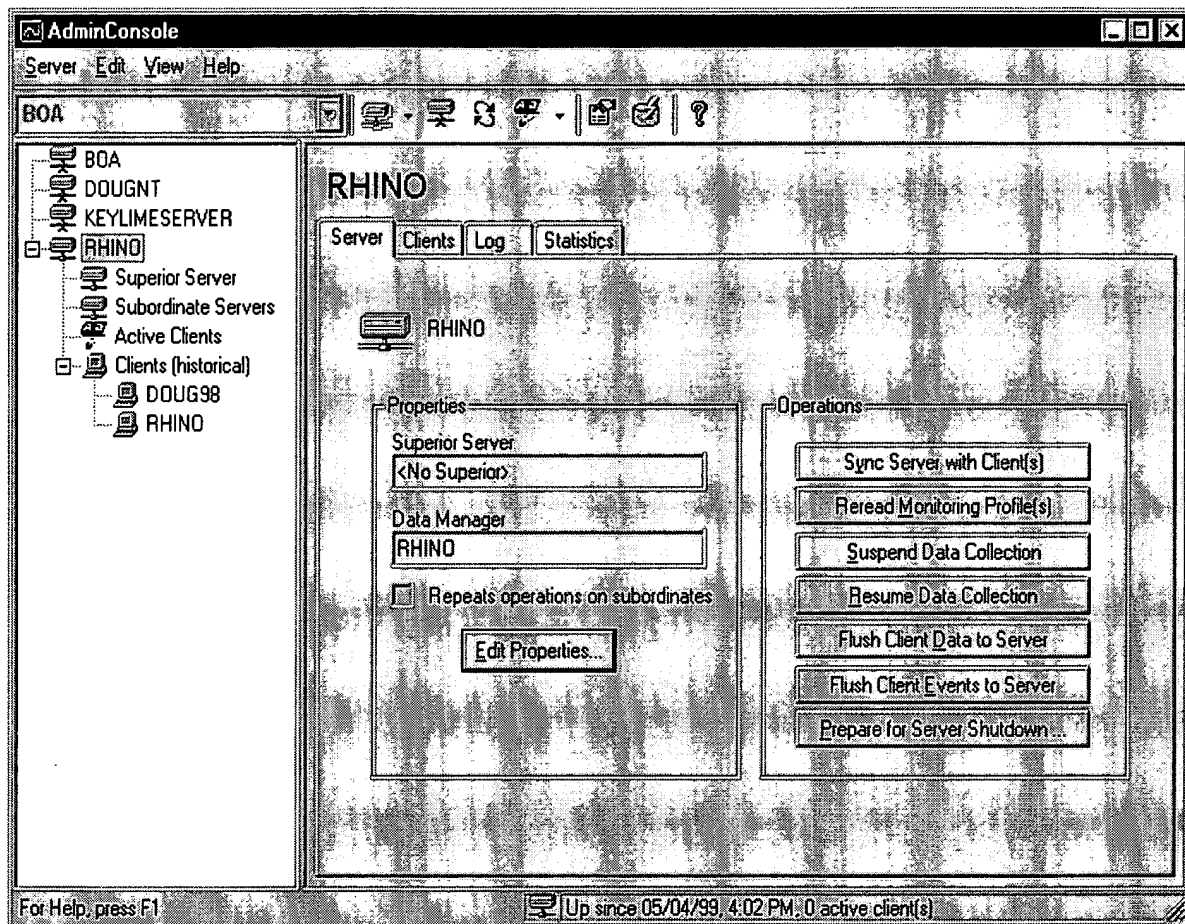 AdminConsole
Server Edit View Help
BOA
BOA
DOUGNT
KEYLIMESERVER
RHINO
Superior Server
Subordinate Servers
Active Clients
Clients (historical)
DOUG98
RHINO
RHINO
Server Clients Log Statistics
RHINO
Properties
Superior Server
<No Superior>
Data Manager
RHINO
Repeats operations on subordinates
Edit Properties...
Operations
Sync Server with Client(s)
Reread Monitoring Profile(s)
Suspend Data Collection
Resume Data Collection
Flush Client Data to Server
Flush Client Events to Server
Prepare for Server Shutdown ...
For Help, press F1
Up since 05/04/99, 4:02 PM, 0 active client(s)